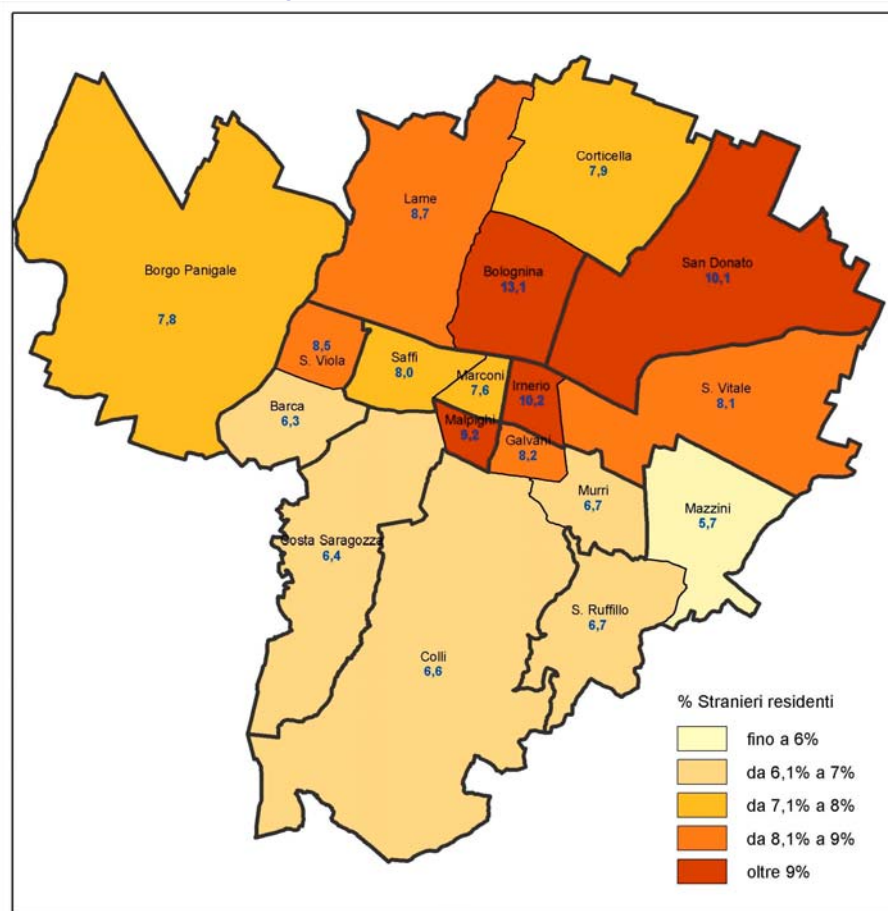 Corticella
7,9
Lame
8,7
San Donato
10,1
Borgo Panigale
7,8
Bolognina
13,1
8,5
S. Viola
Saffi
8,0
Marconi
7,6
Irnerio
10,2
S. Vitale
8,1
Barca
6,3
Malpighi
9,2
Galvani
8,2
Murri
6,7
Mazzini
5,7
Costa Saragozza
6,4
S. Ruffillo
6,7
Colli
6,6
% Stranieri residenti
fino a 6%
da 6,1% a 7%
da 7,1% a 8%
da 8,1% a 9%
oltre 9%